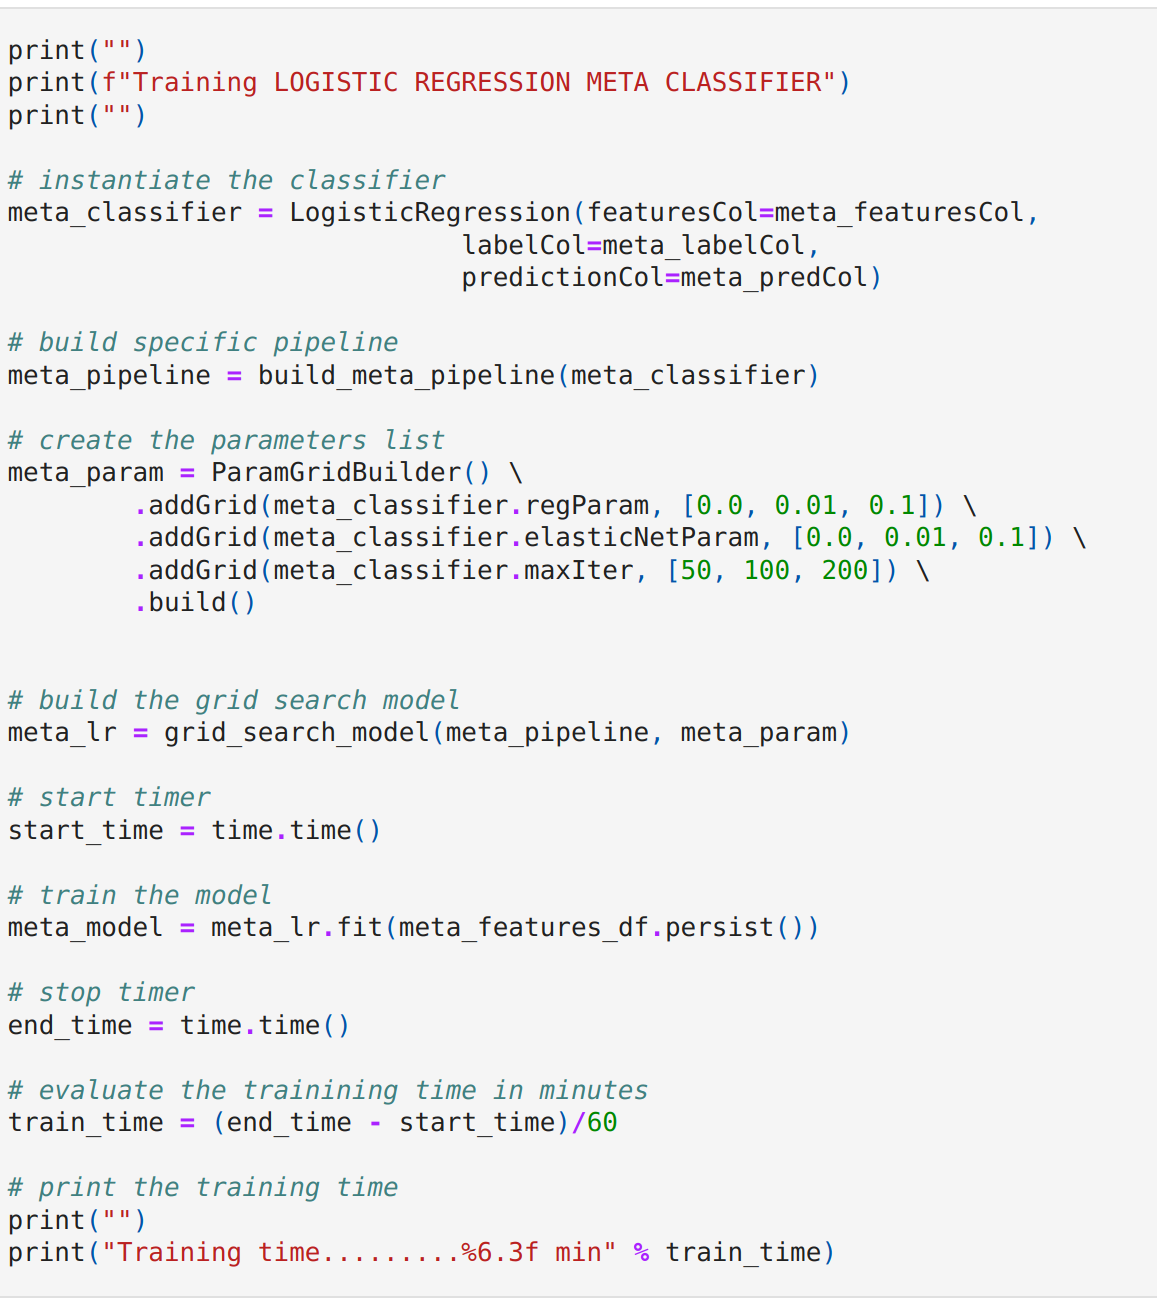 print("")
print(f"Training LOGISTIC REGRESSION META CLASSIFIER")
print("")

# instantiate the classifier
meta_classifier = LogisticRegression(featuresCol=meta_featuresCol,
                             labelCol=meta_labelCol,
                             predictionCol=meta_predCol)

# build specific pipeline
meta_pipeline = build_meta_pipeline(meta_classifier)

# create the parameters list
meta_param = ParamGridBuilder() \
        .addGrid(meta_classifier.regParam, [0.0, 0.01, 0.1]) \
        .addGrid(meta_classifier.elasticNetParam, [0.0, 0.01, 0.1]) \
        .addGrid(meta_classifier.maxIter, [50, 100, 200]) \
        .build()


# build the grid search model
meta_lr = grid_search_model(meta_pipeline, meta_param)

# start timer
start_time = time.time()

# train the model
meta_model = meta_lr.fit(meta_features_df.persist())

# stop timer
end_time = time.time()

# evaluate the trainining time in minutes
train_time = (end_time - start_time)/60

# print the training time
print("")
print("Training time.........%6.3f min" % train_time)